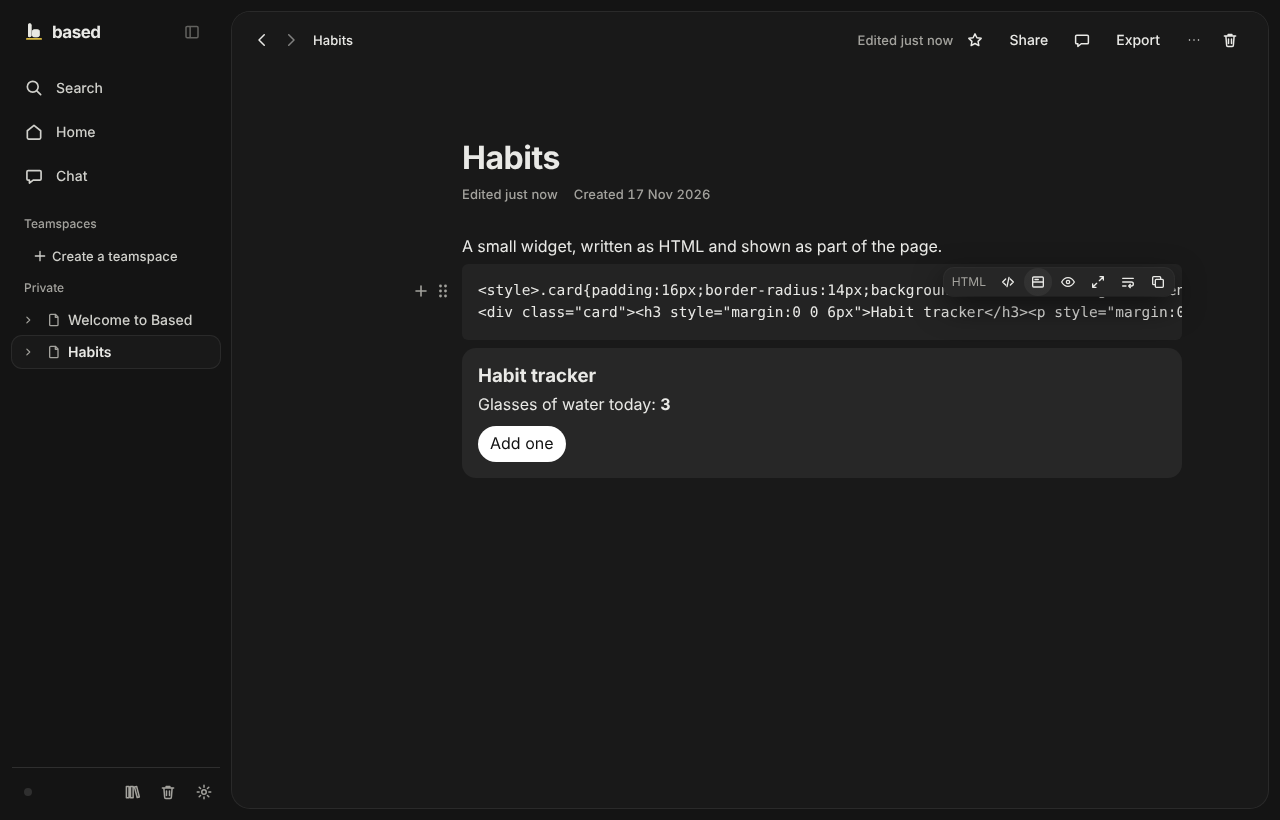 based
Search
Home
Chat
Teamspaces
Create a teamspace
Private
Welcome to Based
Habits
Habits
Edited just now
Share
Export
Habits
Edited just now Created 17 Nov 2026
A small widget, written as HTML and shown as part of the page.
HTML
<style>.card{padding:16px;border-radius:14px;
<div class="card"><h3 style="margin:0 0 6px">Habit tracker</h3><p style="margin:0
Habit tracker
Glasses of water today: 3
Add one